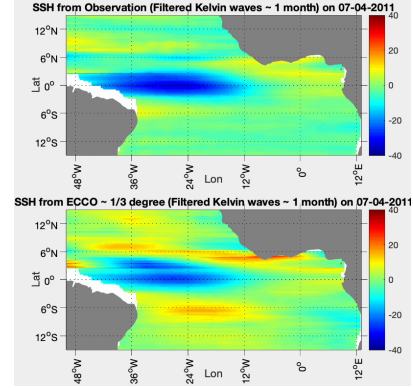 SSH from Observation (Filtered Kelvin waves ~ 1 month) on 07-04-2011
40
12°N
20
6°N
Lat
0°
0
6°S
-20
12°S
-40
48°W
36°W
24°W
12°W
0°
12°E
Lon
SSH from ECCO ~ 1/3 degree (Filtered Kelvin waves ~ 1 month) on 07-04-2011
40
12°N
20
6°N
Lat
0°
0
6°S
-20
12°S
-40
48°W
36°W
24°W
12°W
0°
12°E
Lon